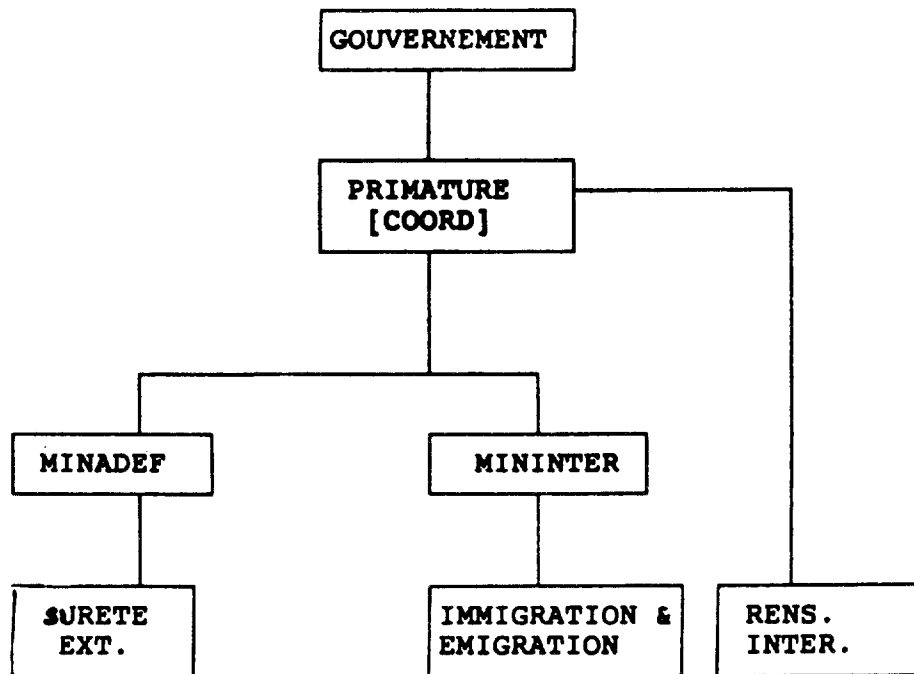 GOUVERNEMENT
PRIMATURE
[COORD]
MINADEF
MININTER
SURETE
EXT.
IMMIGRATION &
EMIGRATION
RENS.
INTER.